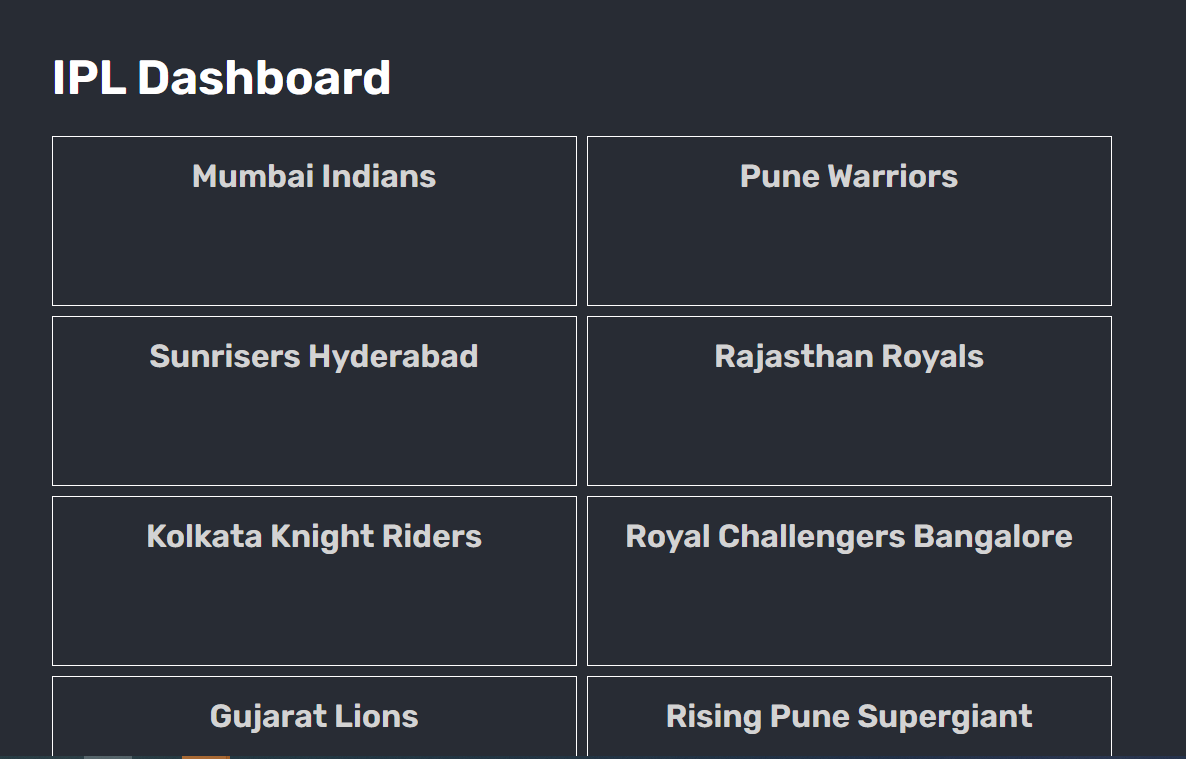 IPL Dashboard
Mumbai Indians
Pune Warriors
Sunrisers Hyderabad
Rajasthan Royals
Kolkata Knight Riders
Royal Challengers Bangalore
Gujarat Lions
Rising Pune Supergiant